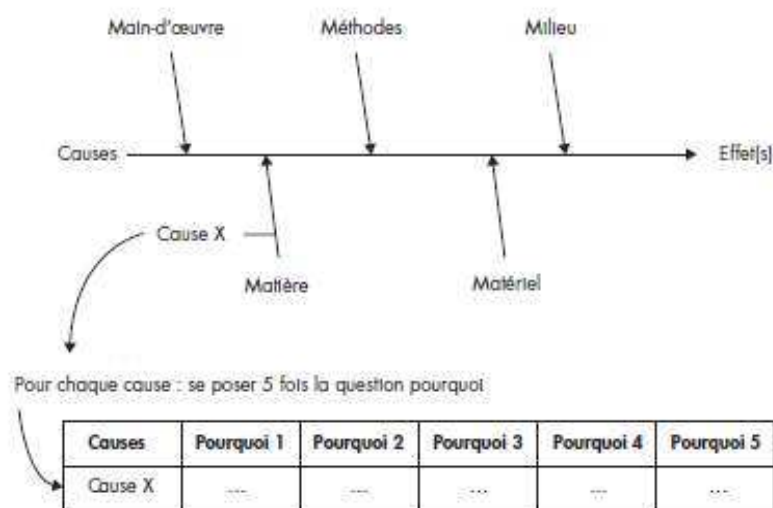 Main-d'œuvre Méthodes Milieu
Causes Effet(s)
Cause X
Matière Matériel
Pour chaque cause : se poser 5 fois la question pourquoi
Causes Pourquoi 1 Pourquoi 2 Pourquoi 3 Pourquoi 4 Pourquoi 5
Cause X ... ... ... ... ...